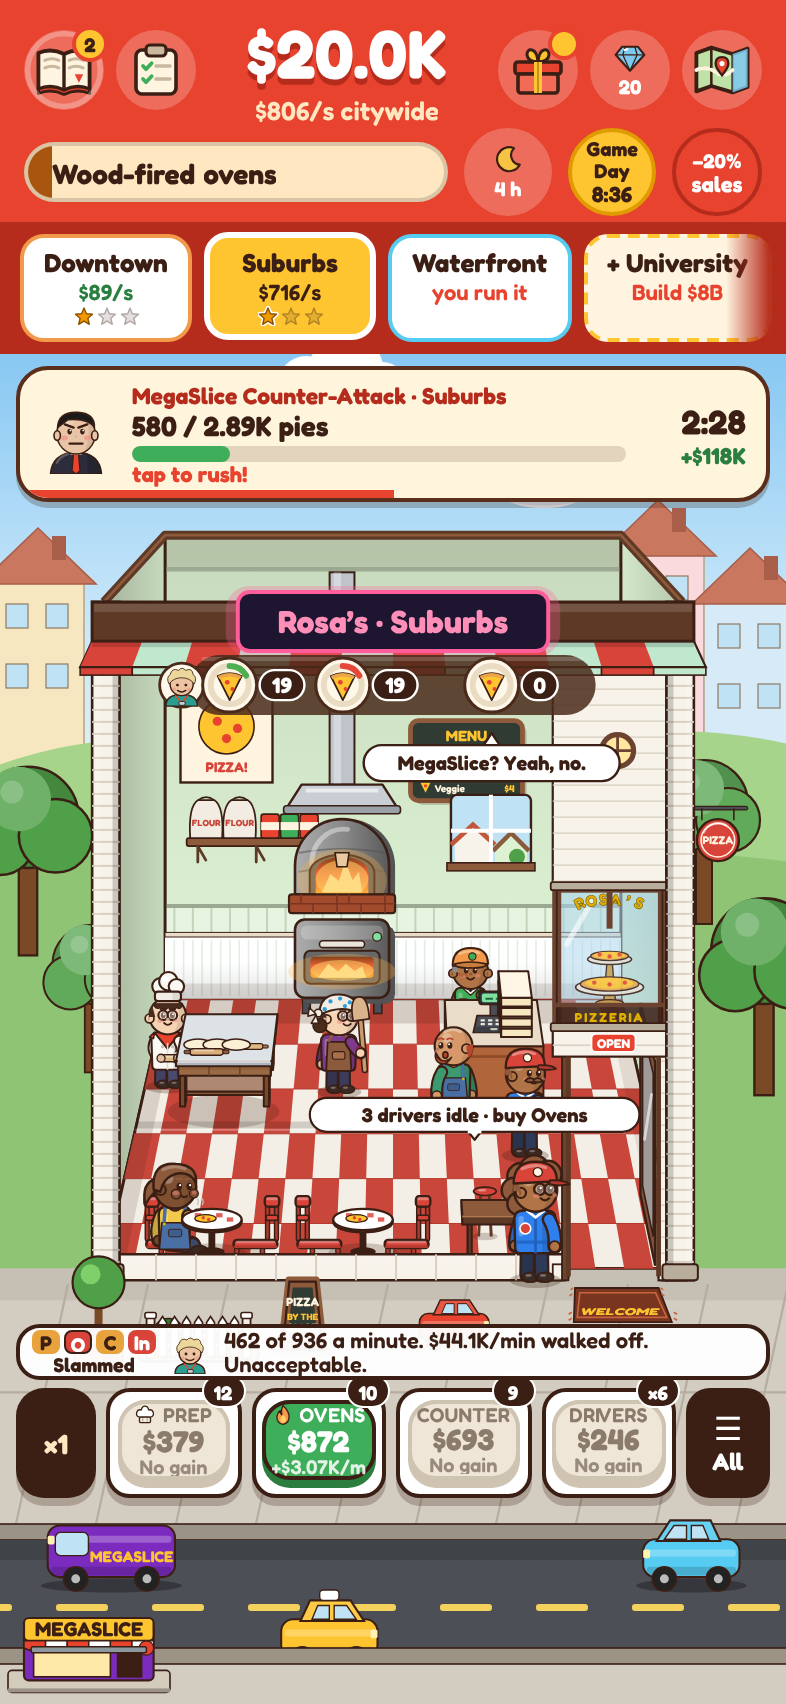 2
$20.0K
$806/s citywide
20
Wood-fired ovens
4 h
Game
Day
8:36
-20%
sales
Downtown
$89/s
Suburbs
$716/s
Waterfront
you run it
+ University
Build $8B
MegaSlice Counter-Attack · Suburbs
580 / 2.89K pies
2:28
+$118K
tap to rush!
Rosa's · Suburbs
19
19
0
PIZZA!
MENU
MegaSlice? Yeah, no.
Veggie $4
FLOUR FLOUR
PIZZA
ROSA'S
PIZZERIA
OPEN
3 drivers idle · buy Ovens
PIZZA
BY THE
WELCOME
P O C In
Slammed
462 of 936 a minute. $44.1K/min walked off.
Unacceptable.
x1
12
PREP
$379
No gain
10
OVENS
$872
+$3.07K/m
9
COUNTER
$693
No gain
x6
DRIVERS
$246
No gain
All
MEGASLICE
MEGASLICE